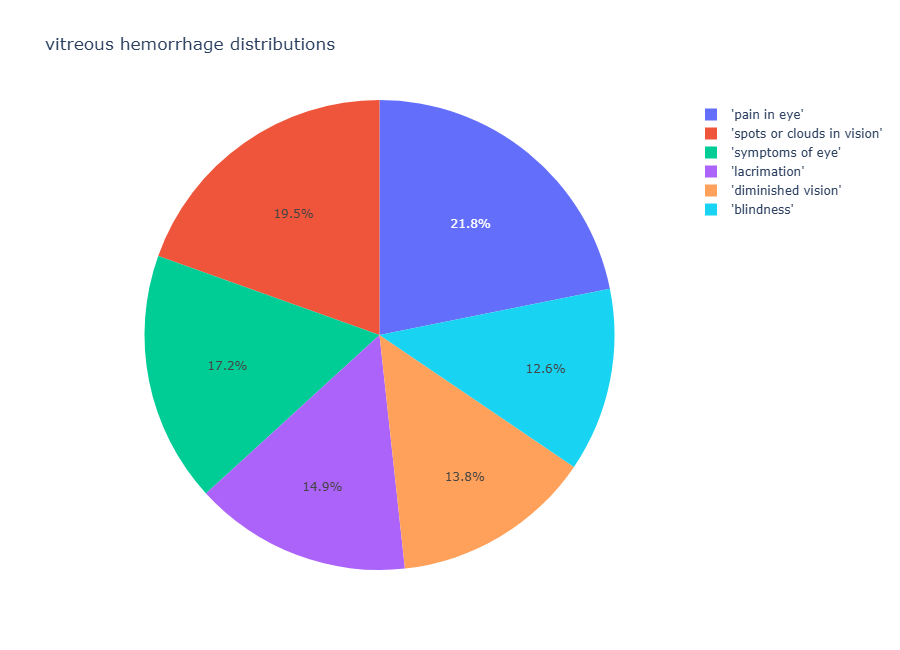 vitreous hemorrhage distributions
'pain in eye'
'spots or clouds in vision'
'symptoms of eye'
'lacrimation'
'diminished vision'
'blindness'
19.5%
21.8%
17.2%
12.6%
14.9%
13.8%